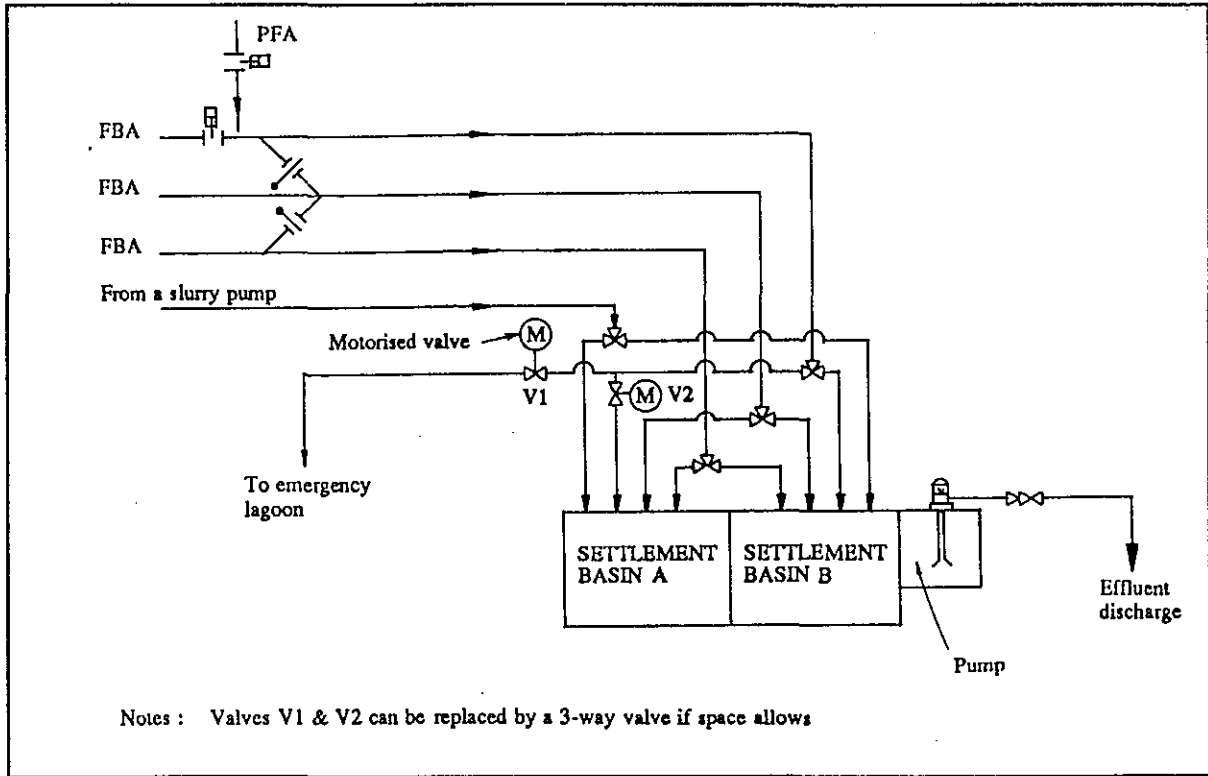 PFA
FBA
FBA
FBA
From a slurry pump
Motorised valve
M
V1
M
V2
To emergency
lagoon
SETTLEMENT
BASIN A
SETTLEMENT
BASIN B
Effluent
discharge
Pump
Notes : Valves V1 & V2 can be replaced by a 3-way valve if space allows